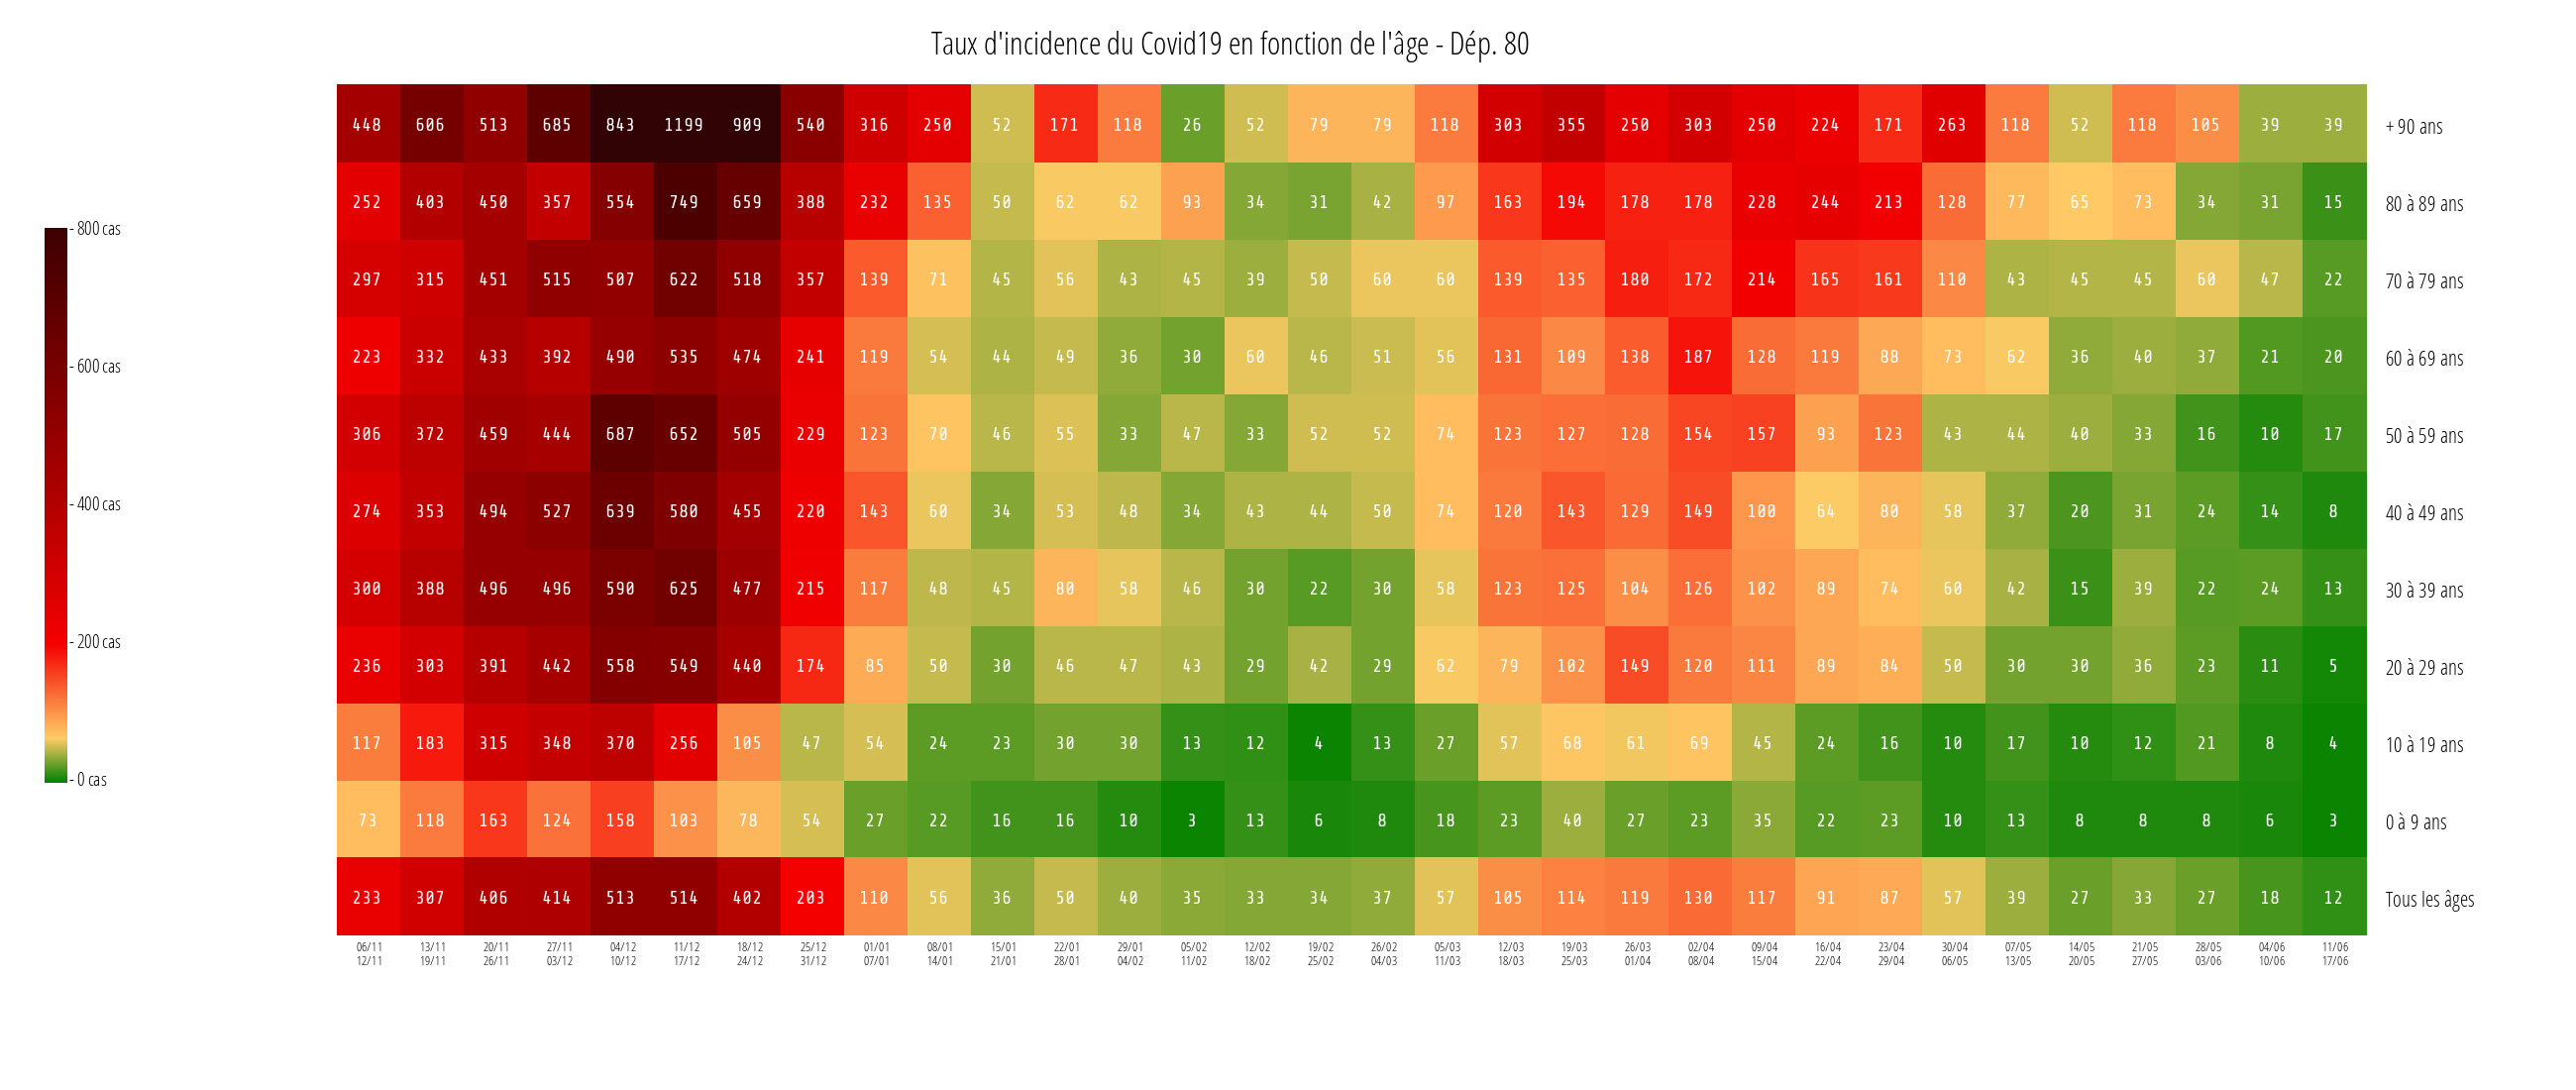 Taux d'incidence du Covid19 en fonction de l'âge - Dép. 80
448 606 513 685 843 1199 909 540 316 250 52 171 118 26 52 79 79 118 303 355 250 303 250 224 171 263 118 52 118 105 39 39 + 90 ans
252 403 450 357 554 749 659 388 232 135 50 62 62 93 34 31 42 97 163 194 178 178 228 244 213 128 77 65 73 34 31 15 80 à 89 ans
- 800 cas
297 315 451 515 507 622 518 357 139 71 45 56 43 45 39 50 60 60 139 135 180 172 214 165 161 110 43 45 45 60 47 22 70 à 79 ans
223 332 433 392 490 535 474 241 119 54 44 49 36 30 60 46 51 56 131 109 138 187 128 119 88 73 62 36 40 37 21 20 60 à 69 ans
- 600 cas
306 372 459 444 687 652 505 229 123 70 46 55 33 47 33 52 52 74 123 127 128 154 157 93 123 43 44 40 33 16 10 17 50 à 59 ans
- 400 cas
274 353 494 527 639 580 455 220 143 60 34 53 48 34 43 44 50 74 120 143 129 149 100 64 80 58 37 20 31 24 14 8 40 à 49 ans
300 388 496 496 590 625 477 215 117 48 45 80 58 46 30 22 30 58 123 125 104 126 102 89 74 60 42 15 39 22 24 13 30 à 39 ans
- 200 cas
236 303 391 442 558 549 440 174 85 50 30 46 47 43 29 42 29 62 79 102 149 120 111 89 84 50 30 30 36 23 11 5 20 à 29 ans
117 183 315 348 370 256 105 47 54 24 23 30 30 13 12 4 13 27 57 68 61 69 45 24 16 10 17 10 12 21 8 4 10 à 19 ans
- 0 cas
73 118 163 124 158 103 78 54 27 22 16 16 10 3 13 6 8 18 23 40 27 23 35 22 23 10 13 8 8 8 6 3 0 à 9 ans
233 307 406 414 513 514 402 203 110 56 36 50 40 35 33 34 37 57 105 114 119 130 117 91 87 57 39 27 33 27 18 12 Tous les âges
06/11 13/11 20/11 27/11 04/12 11/12 18/12 25/12 01/01 08/01 15/01 22/01 29/01 05/02 12/02 19/02 26/02 05/03 12/03 19/03 26/03 02/04 09/04 16/04 23/04 30/04 07/05 14/05 21/05 28/05 04/06 11/06
12/11 19/11 26/11 03/12 10/12 17/12 24/12 31/12 07/01 14/01 21/01 28/01 04/02 11/02 18/02 25/02 04/03 11/03 18/03 25/03 01/04 08/04 15/04 22/04 29/04 06/05 13/05 20/05 27/05 03/06 10/06 17/06